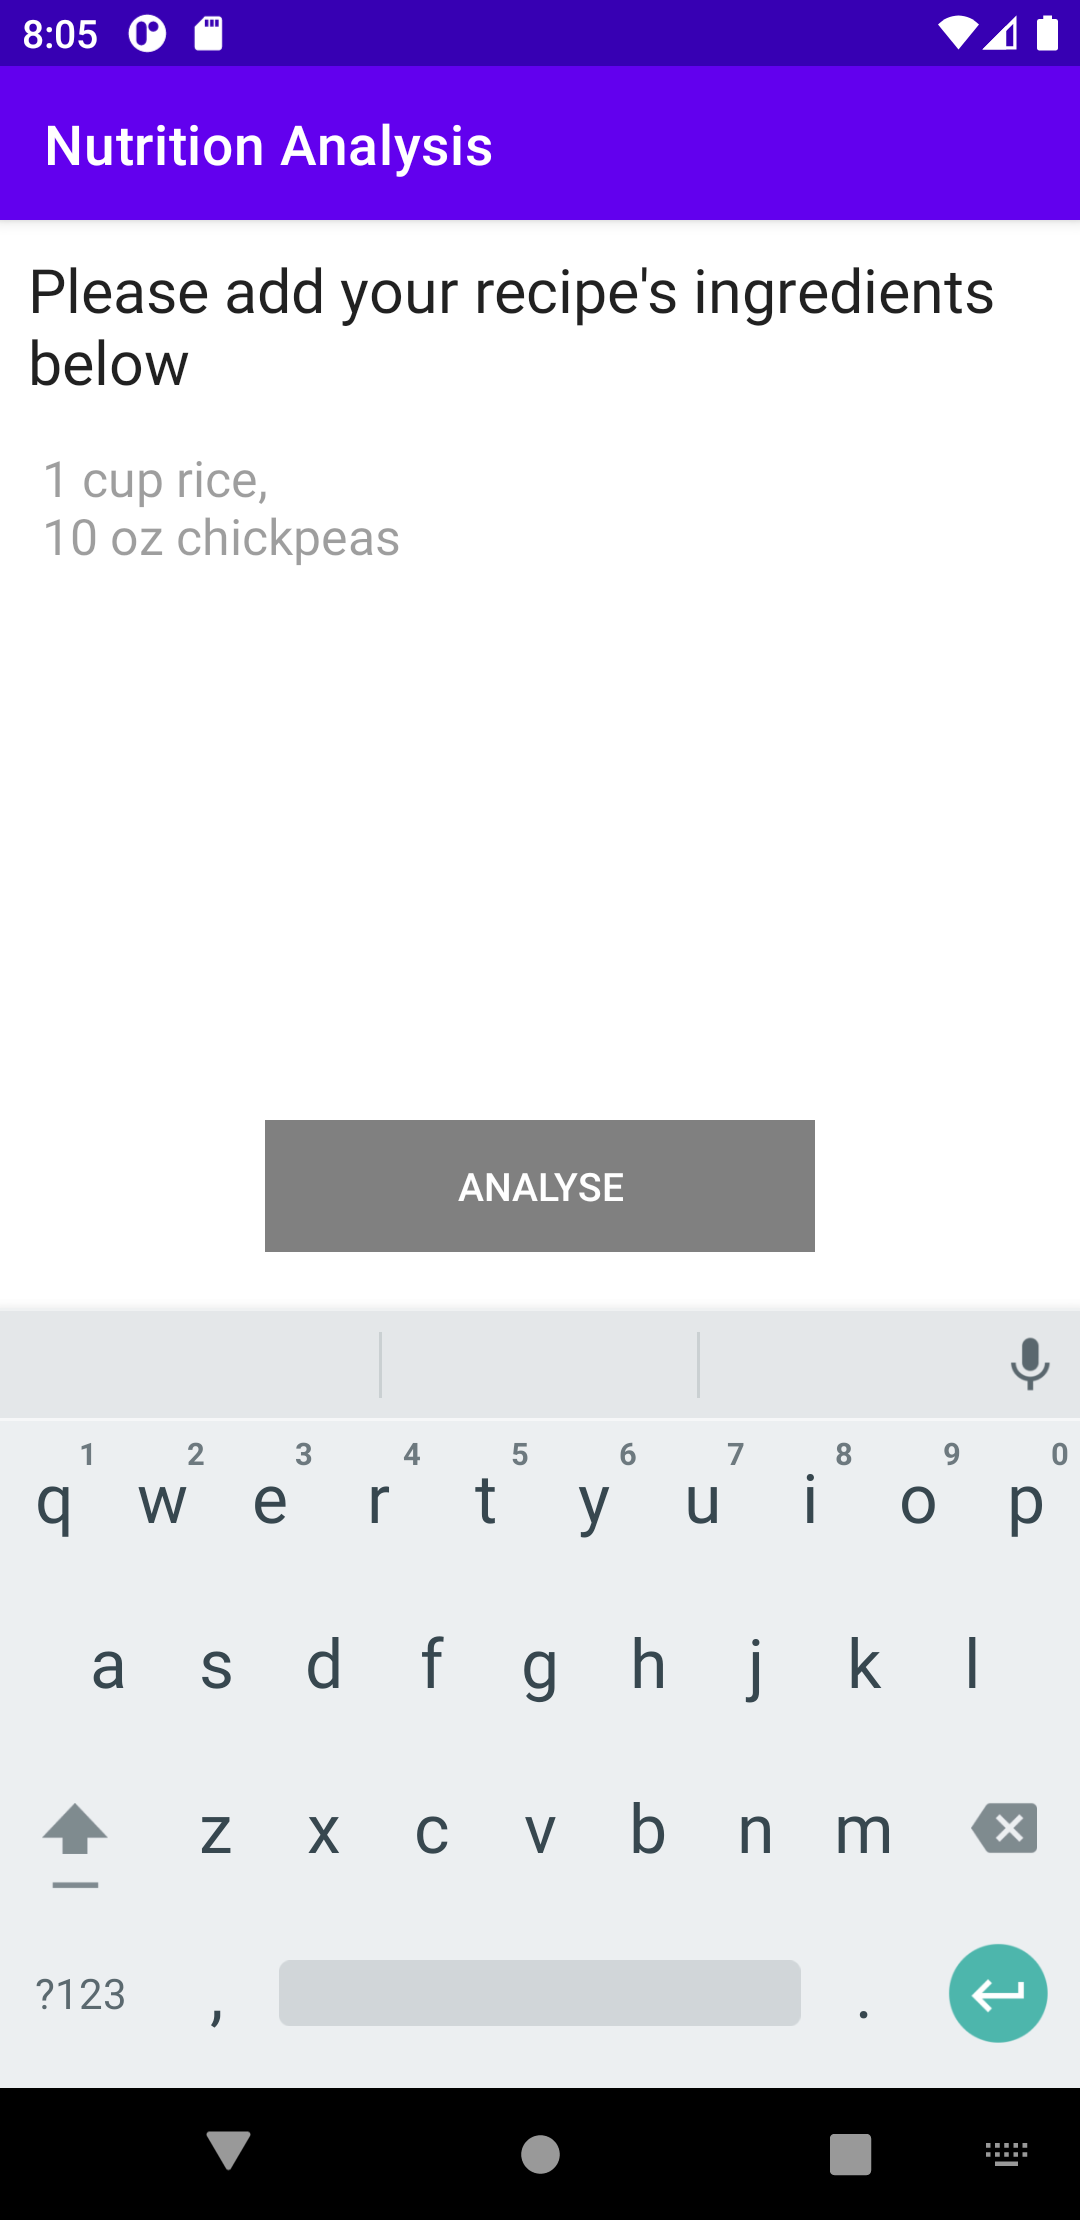 8:05
Nutrition Analysis
Please add your recipe's ingredients
below
1 cup rice,
10 oz chickpeas
ANALYSE
1 2 3 4 5 6 7 8 9 0
q w e r t y u i o p
a s d f g h j k l
z x c v b n m
?123 , .